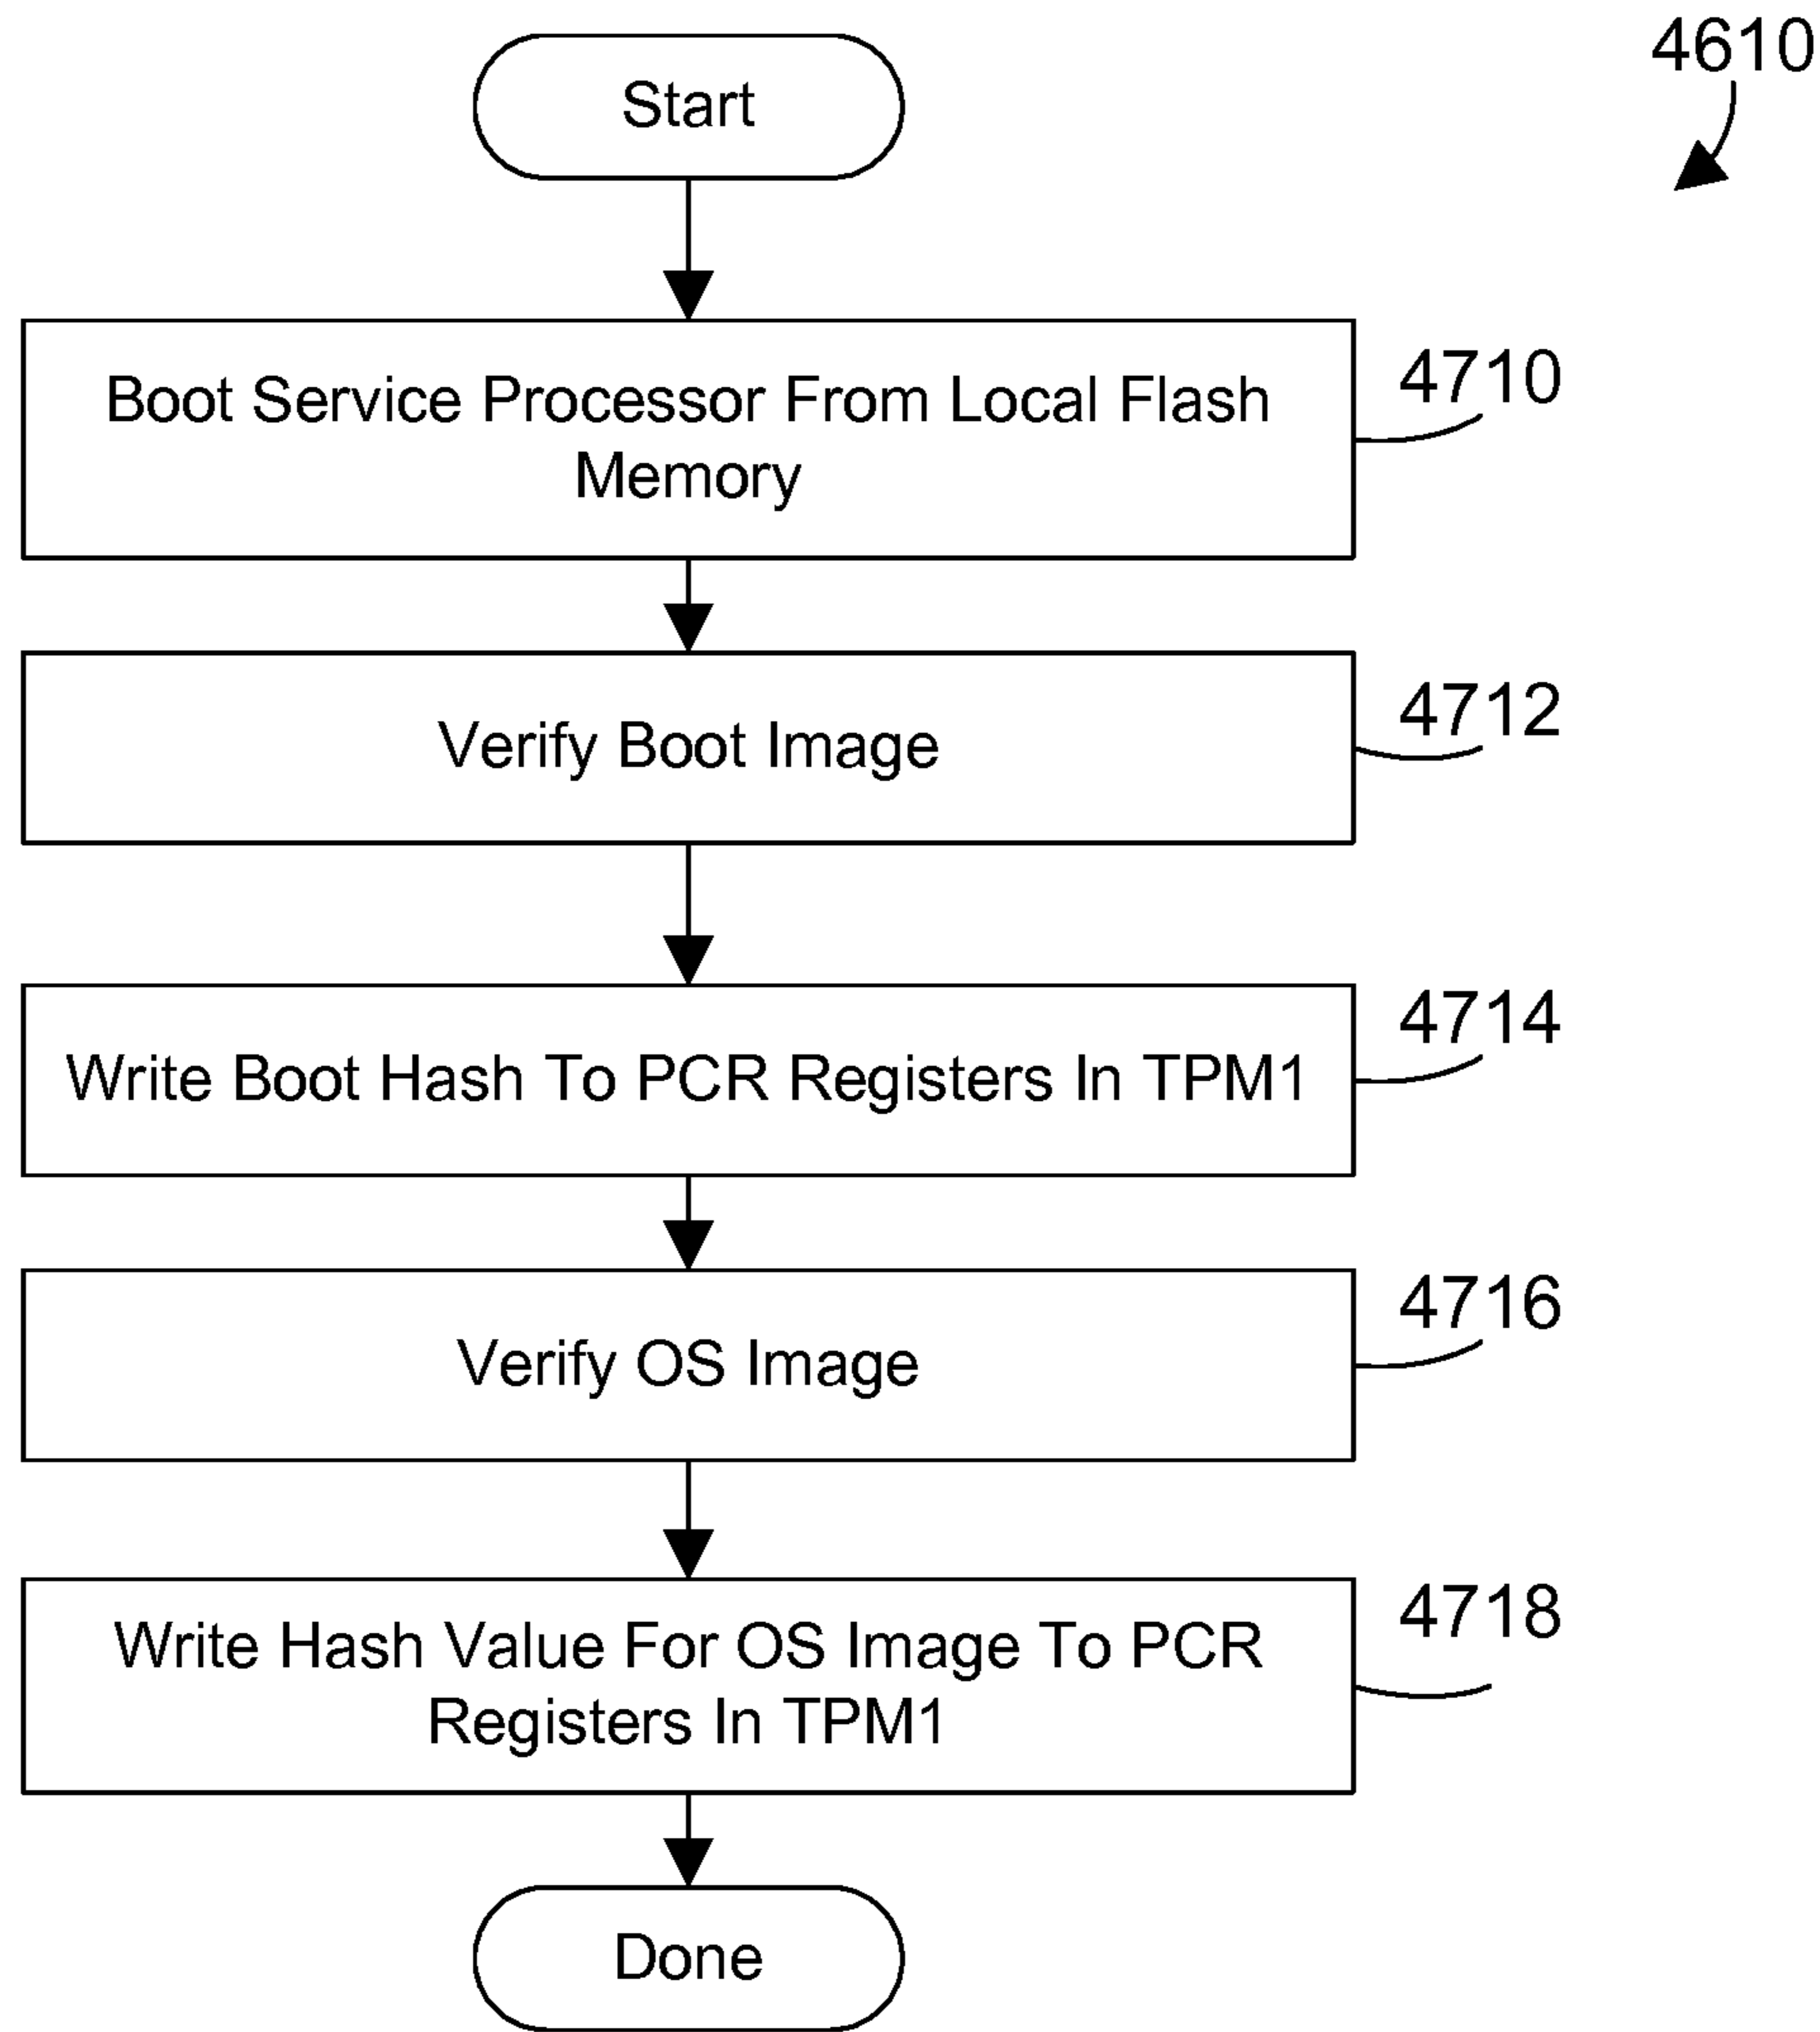 4610
Start
Boot Service Processor From Local Flash
Memory
4710
Verify Boot Image
4712
Write Boot Hash To PCR Registers In TPM1
4714
Verify OS Image
4716
Write Hash Value For OS Image To PCR
Registers In TPM1
4718
Done